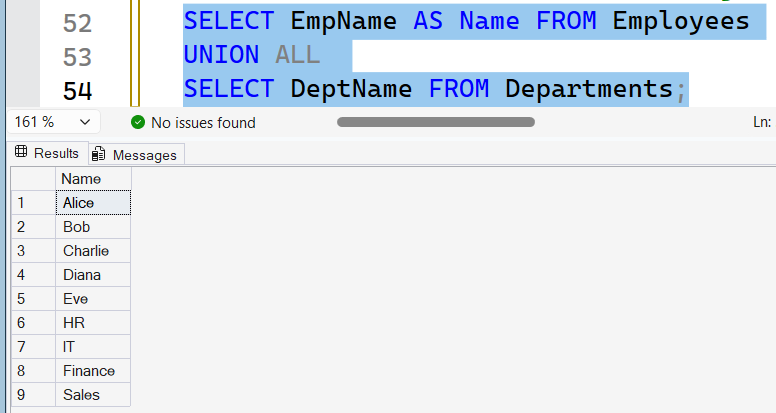 52 SELECT EmpName AS Name FROM Employees
53 UNION ALL
54 SELECT DeptName FROM Departments;
161 % No issues found Ln:
Results Messages
Name
1 Alice
2 Bob
3 Charlie
4 Diana
5 Eve
6 HR
7 IT
8 Finance
9 Sales